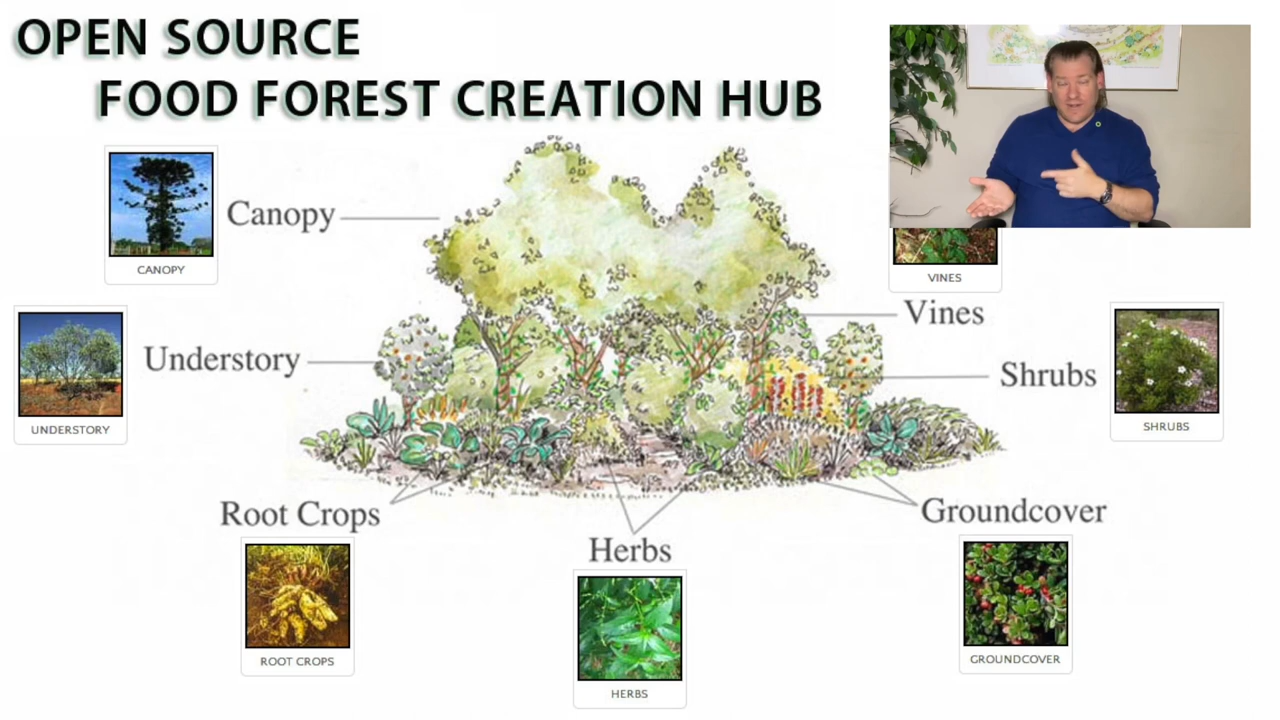 OPEN SOURCE
FOOD FOREST CREATION HUB
CANOPY
Canopy
VINES
Vines
UNDERSTORY
Understory
Shrubs
SHRUBS
Root Crops
ROOT CROPS
Herbs
HERBS
Groundcover
GROUNDCOVER